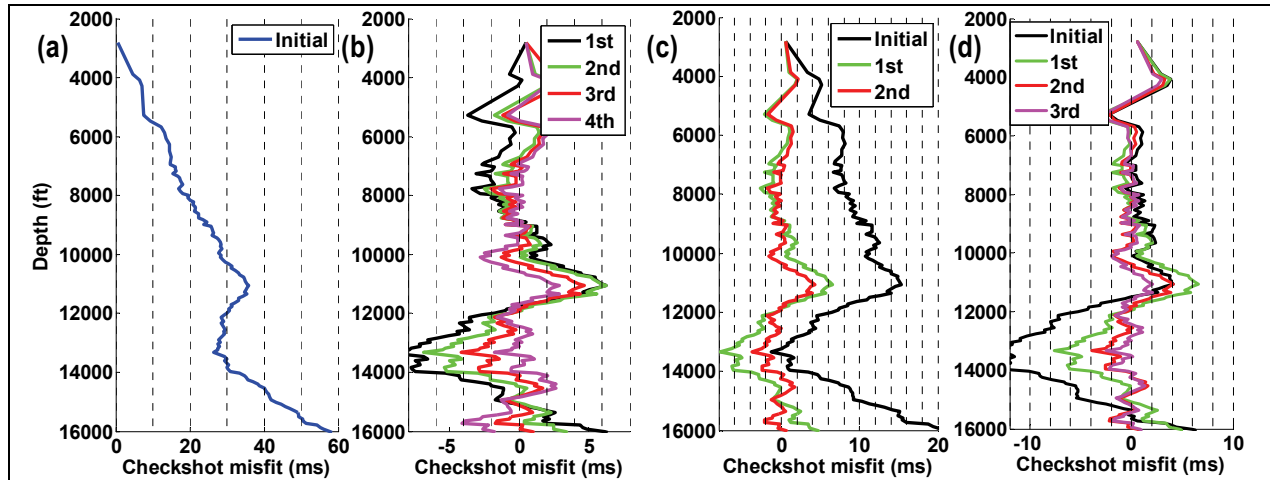 (a)
Initial
2000
4000
6000
8000
10000
12000
14000
16000
Depth (ft)
0 20 40 60
Checkshot misfit (ms)
(b)
1st
2nd
3rd
4th
2000
4000
6000
8000
10000
12000
14000
16000
-5 0 5
Checkshot misfit (ms)
(c)
Initial
1st
2nd
2000
4000
6000
8000
10000
12000
14000
16000
0 10 20
Checkshot misfit (ms)
(d)
Initial
1st
2nd
3rd
2000
4000
6000
8000
10000
12000
14000
16000
-10 0 10
Checkshot misfit (ms)